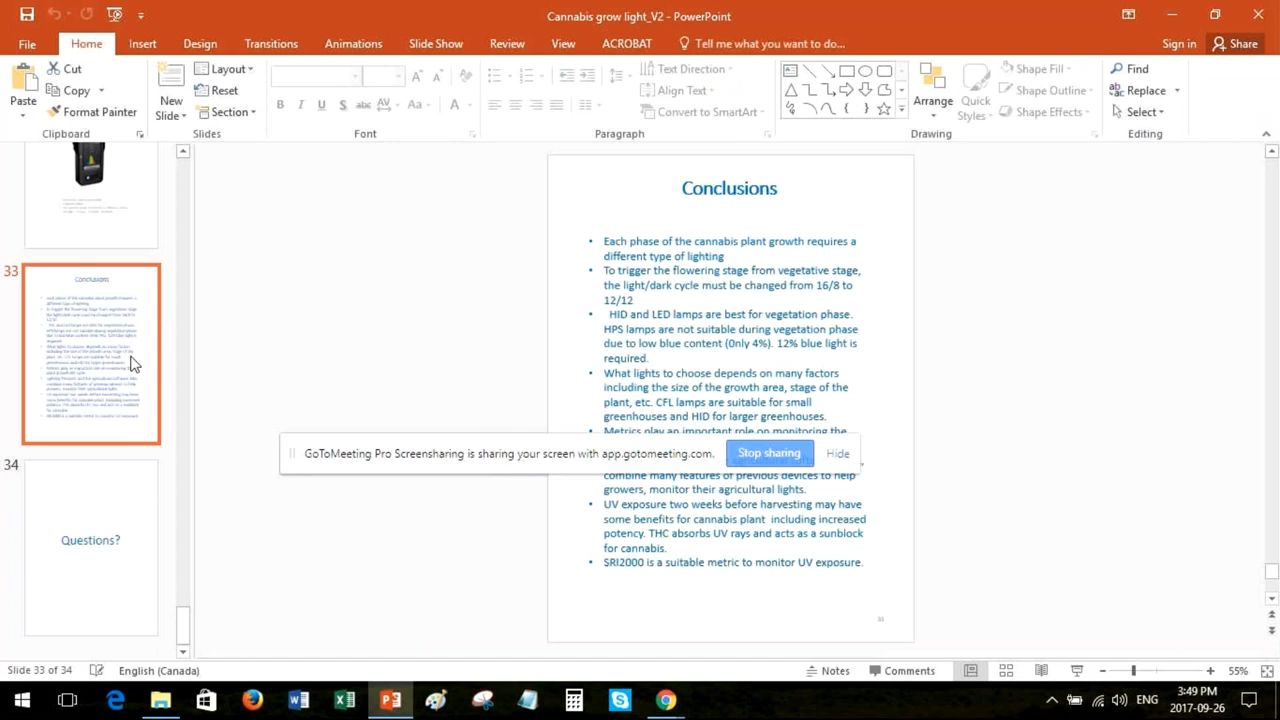 Cannabis grow light_V2 - PowerPoint
File Home Insert Design Transitions Animations Slide Show Review View ACROBAT Tell me what you want to do... Sign in Share
Cut
Copy
Format Painter
Paste
Clipboard
New
Slide
Layout
Reset
Section
Slides
Font
Text Direction
Align Text
Convert to SmartArt
Paragraph
Arrange
Quick
Styles
Shape Fill
Shape Outline
Shape Effects
Drawing
Find
Replace
Select
Editing
33
Conclusions
34
Questions?
Conclusions
• Each phase of the cannabis plant growth requires a
different type of lighting
• To trigger the flowering stage from vegetative stage,
the light/dark cycle must be changed from 16/8 to
12/12
• HID and LED lamps are best for vegetation phase.
HPS lamps are not suitable during vegetation phase
due to low blue content (Only 4%). 12% blue light is
required.
• What lights to choose depends on many factors
including the size of the growth area, stage of the
plant, etc. CFL lamps are suitable for small
greenhouses and HID for larger greenhouses.
• Metrics play an important role on monitoring the
GoToMeeting Pro Screensharing is sharing your screen with app.gotomeeting.com. Stop sharing Hide
combine many features of previous devices to help
growers, monitor their agricultural lights.
• UV exposure two weeks before harvesting may have
some benefits for cannabis plant including increased
potency. THC absorbs UV rays and acts as a sunblock
for cannabis.
• SRI2000 is a suitable metric to monitor UV exposure.
33
Slide 33 of 34 English (Canada) Notes Comments 55%
ENG 3:49 PM
2017-09-26